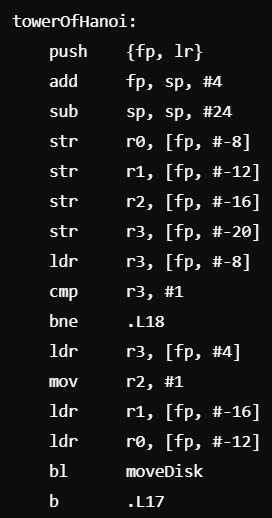 towerOfHanoi:
push {fp, lr}
add fp, sp, #4
sub sp, sp, #24
str r0, [fp, #-8]
str r1, [fp, #-12]
str r2, [fp, #-16]
str r3, [fp, #-20]
ldr r3, [fp, #-8]
cmp r3, #1
bne .L18
ldr r3, [fp, #4]
mov r2, #1
ldr r1, [fp, #-16]
ldr r0, [fp, #-12]
bl moveDisk
b .L17